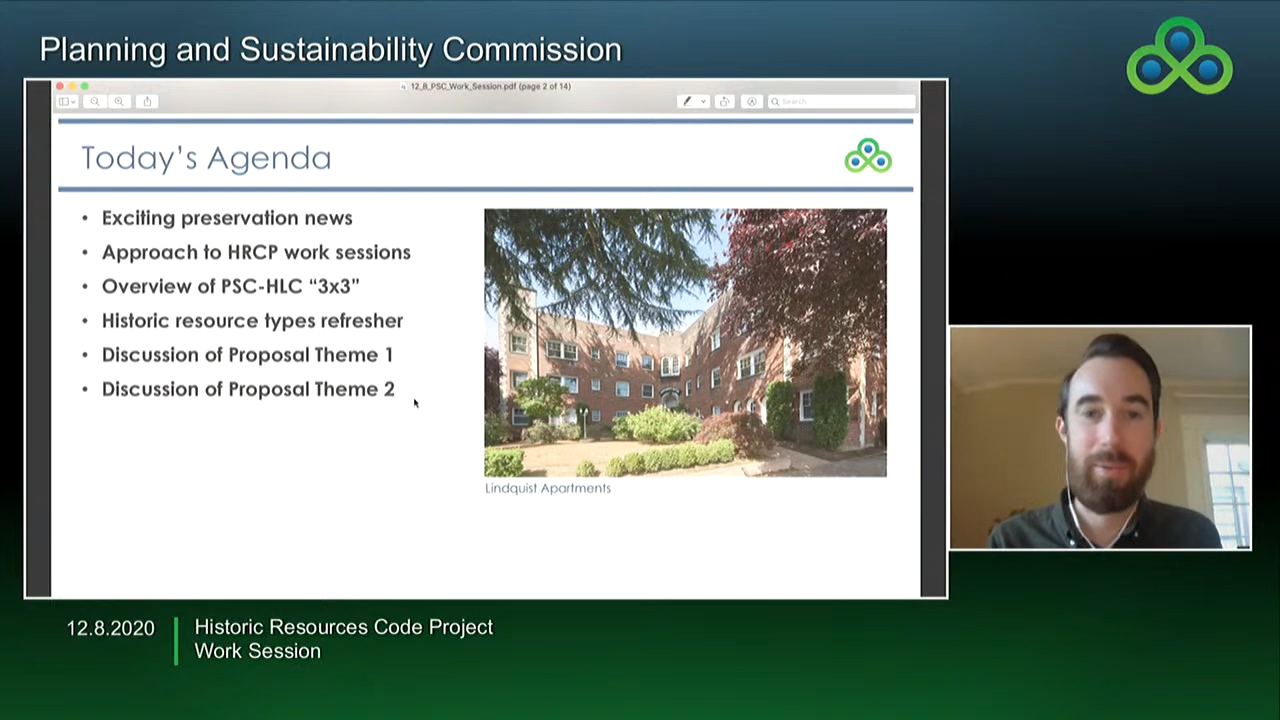 Planning and Sustainability Commission
12_8_PSC_Work_Session.pdf (page 2 of 14)
Search
Today's Agenda
• Exciting preservation news
• Approach to HRCP work sessions
• Overview of PSC-HLC “3x3”
• Historic resource types refresher
• Discussion of Proposal Theme 1
• Discussion of Proposal Theme 2
Lindquist Apartments
12.8.2020
Historic Resources Code Project
Work Session